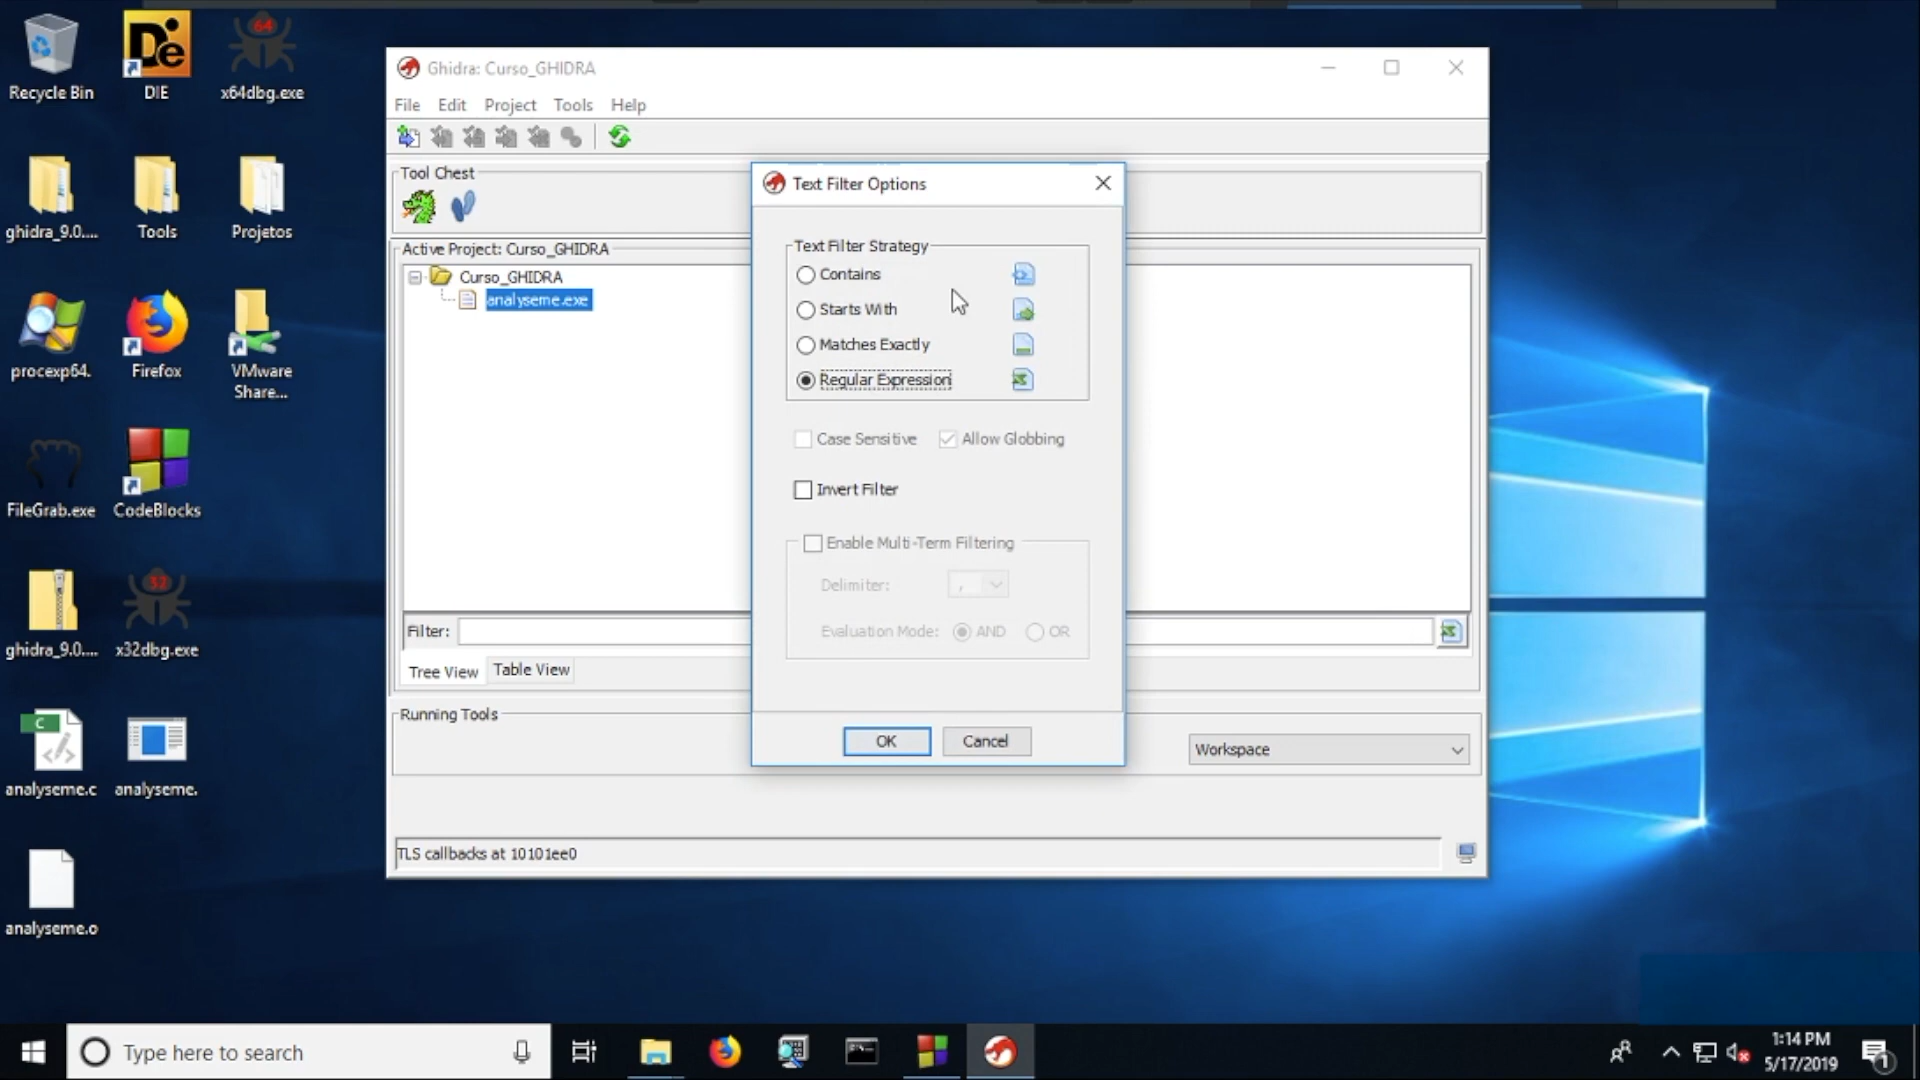 Recycle Bin
DIE
x64dbg.exe
ghidra_9.0....
Tools
Projetos
procexp64.
Firefox
VMware
Share...
FileGrab.exe
CodeBlocks
ghidra_9.0....
x32dbg.exe
analyseme.c
analyseme.
analyseme.o
Ghidra: Curso_GHIDRA
File Edit Project Tools Help
Tool Chest
Active Project: Curso_GHIDRA
Curso_GHIDRA
analyseme.exe
Filter:
Tree View Table View
Running Tools
Workspace
TLS callbacks at 10101ee0
Text Filter Options
Text Filter Strategy
Contains
Starts With
Matches Exactly
Regular Expression
Case Sensitive Allow Globbing
Invert Filter
Enable Multi-Term Filtering
Delimiter: ,
Evaluation Mode: AND OR
OK Cancel
Type here to search
1:14 PM
5/17/2019
1
De
64
32
C